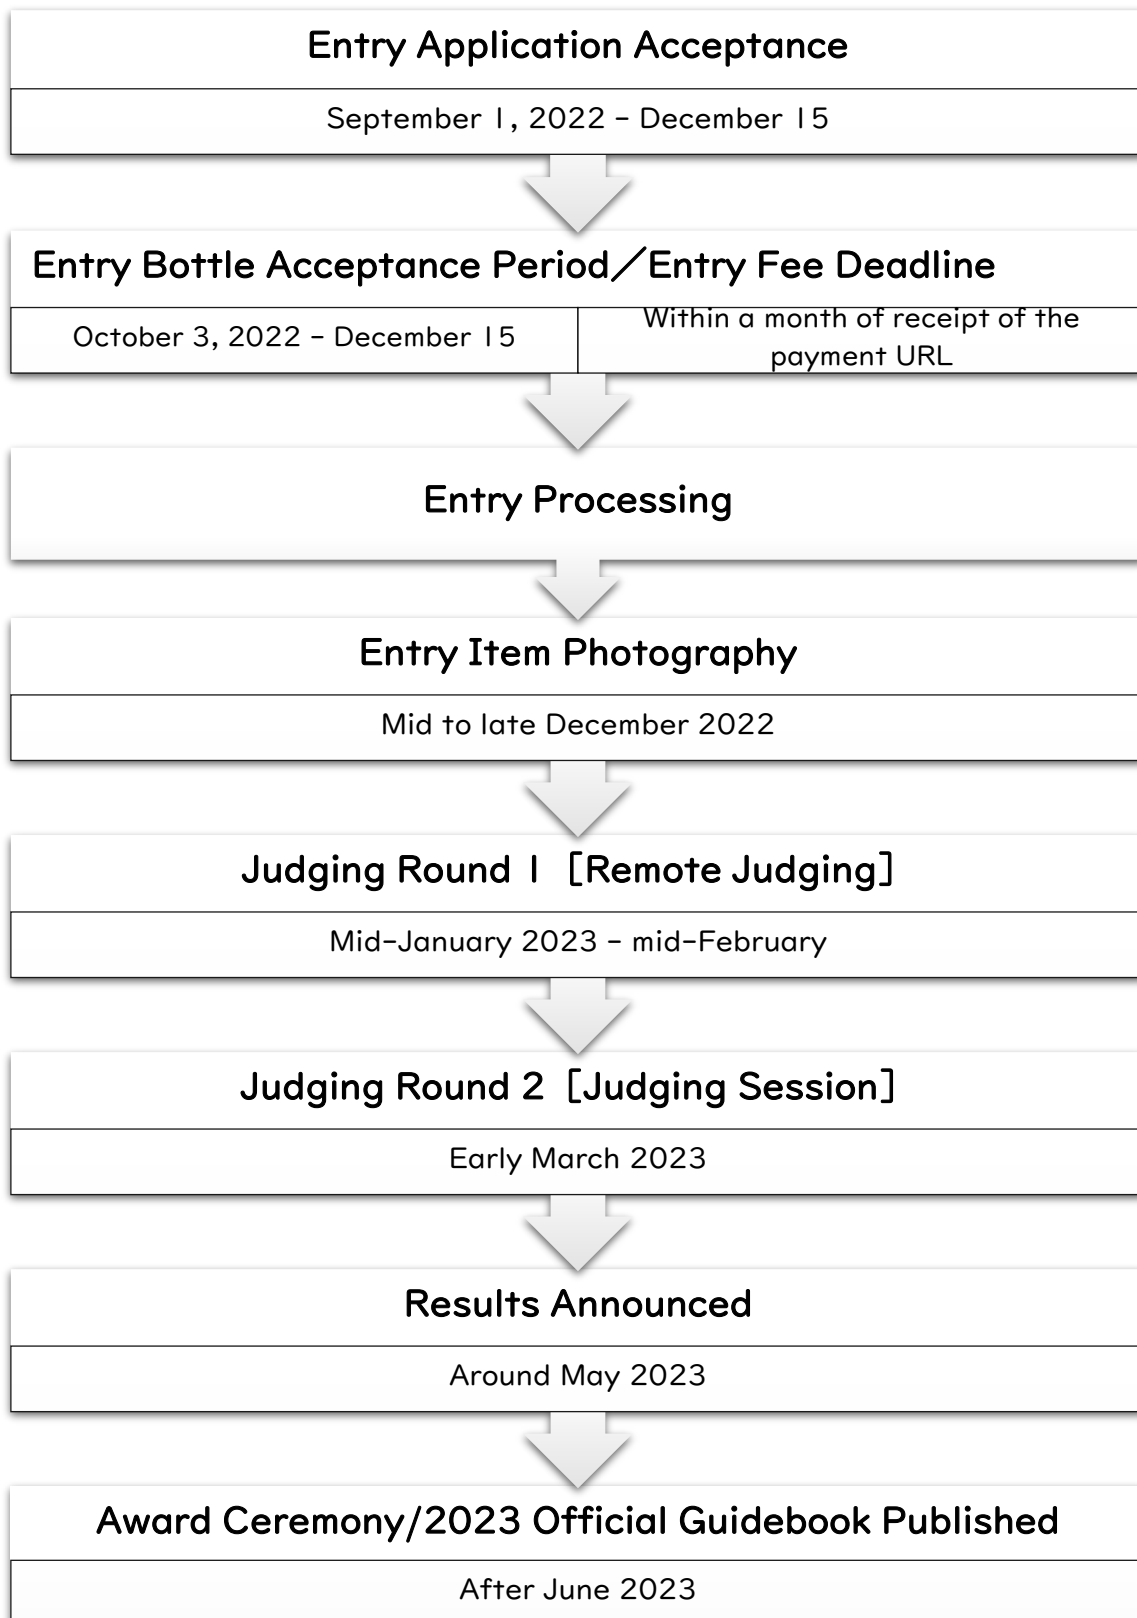 Entry Application Acceptance
September 1, 2022 - December 15
Entry Bottle Acceptance Period／Entry Fee Deadline
October 3, 2022 - December 15
Within a month of receipt of the
payment URL
Entry Processing
Entry Item Photography
Mid to late December 2022
Judging Round 1 [Remote Judging]
Mid-January 2023 - mid-February
Judging Round 2 [Judging Session]
Early March 2023
Results Announced
Around May 2023
Award Ceremony/2023 Official Guidebook Published
After June 2023